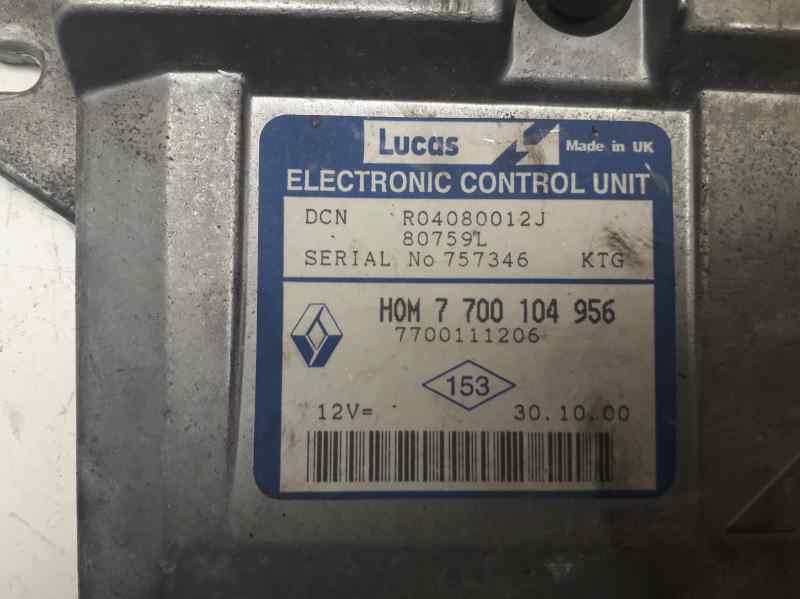 Lucas Made in UK
ELECTRONIC CONTROL UNIT
DCN R04080012J
80759L
SERIAL No 757346 KTG
HOM 7 700 104 956
7700111206
153
12V= 30.10.00